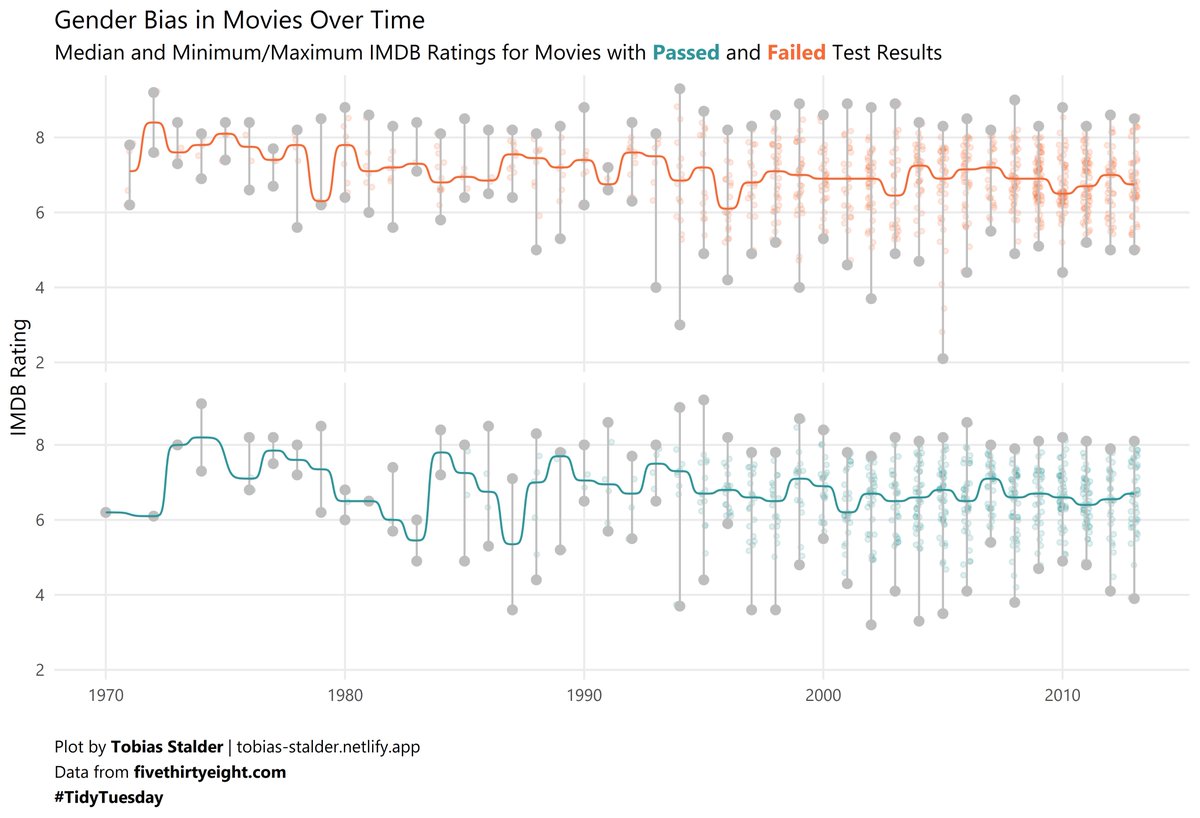 Gender Bias in Movies Over Time
Median and Minimum/Maximum IMDB Ratings for Movies with Passed and Failed Test Results
IMDB Rating
8
6
4
2
8
6
4
2
1970 1980 1990 2000 2010
Plot by Tobias Stalder | tobias-stalder.netlify.app
Data from fivethirtyeight.com
#TidyTuesday